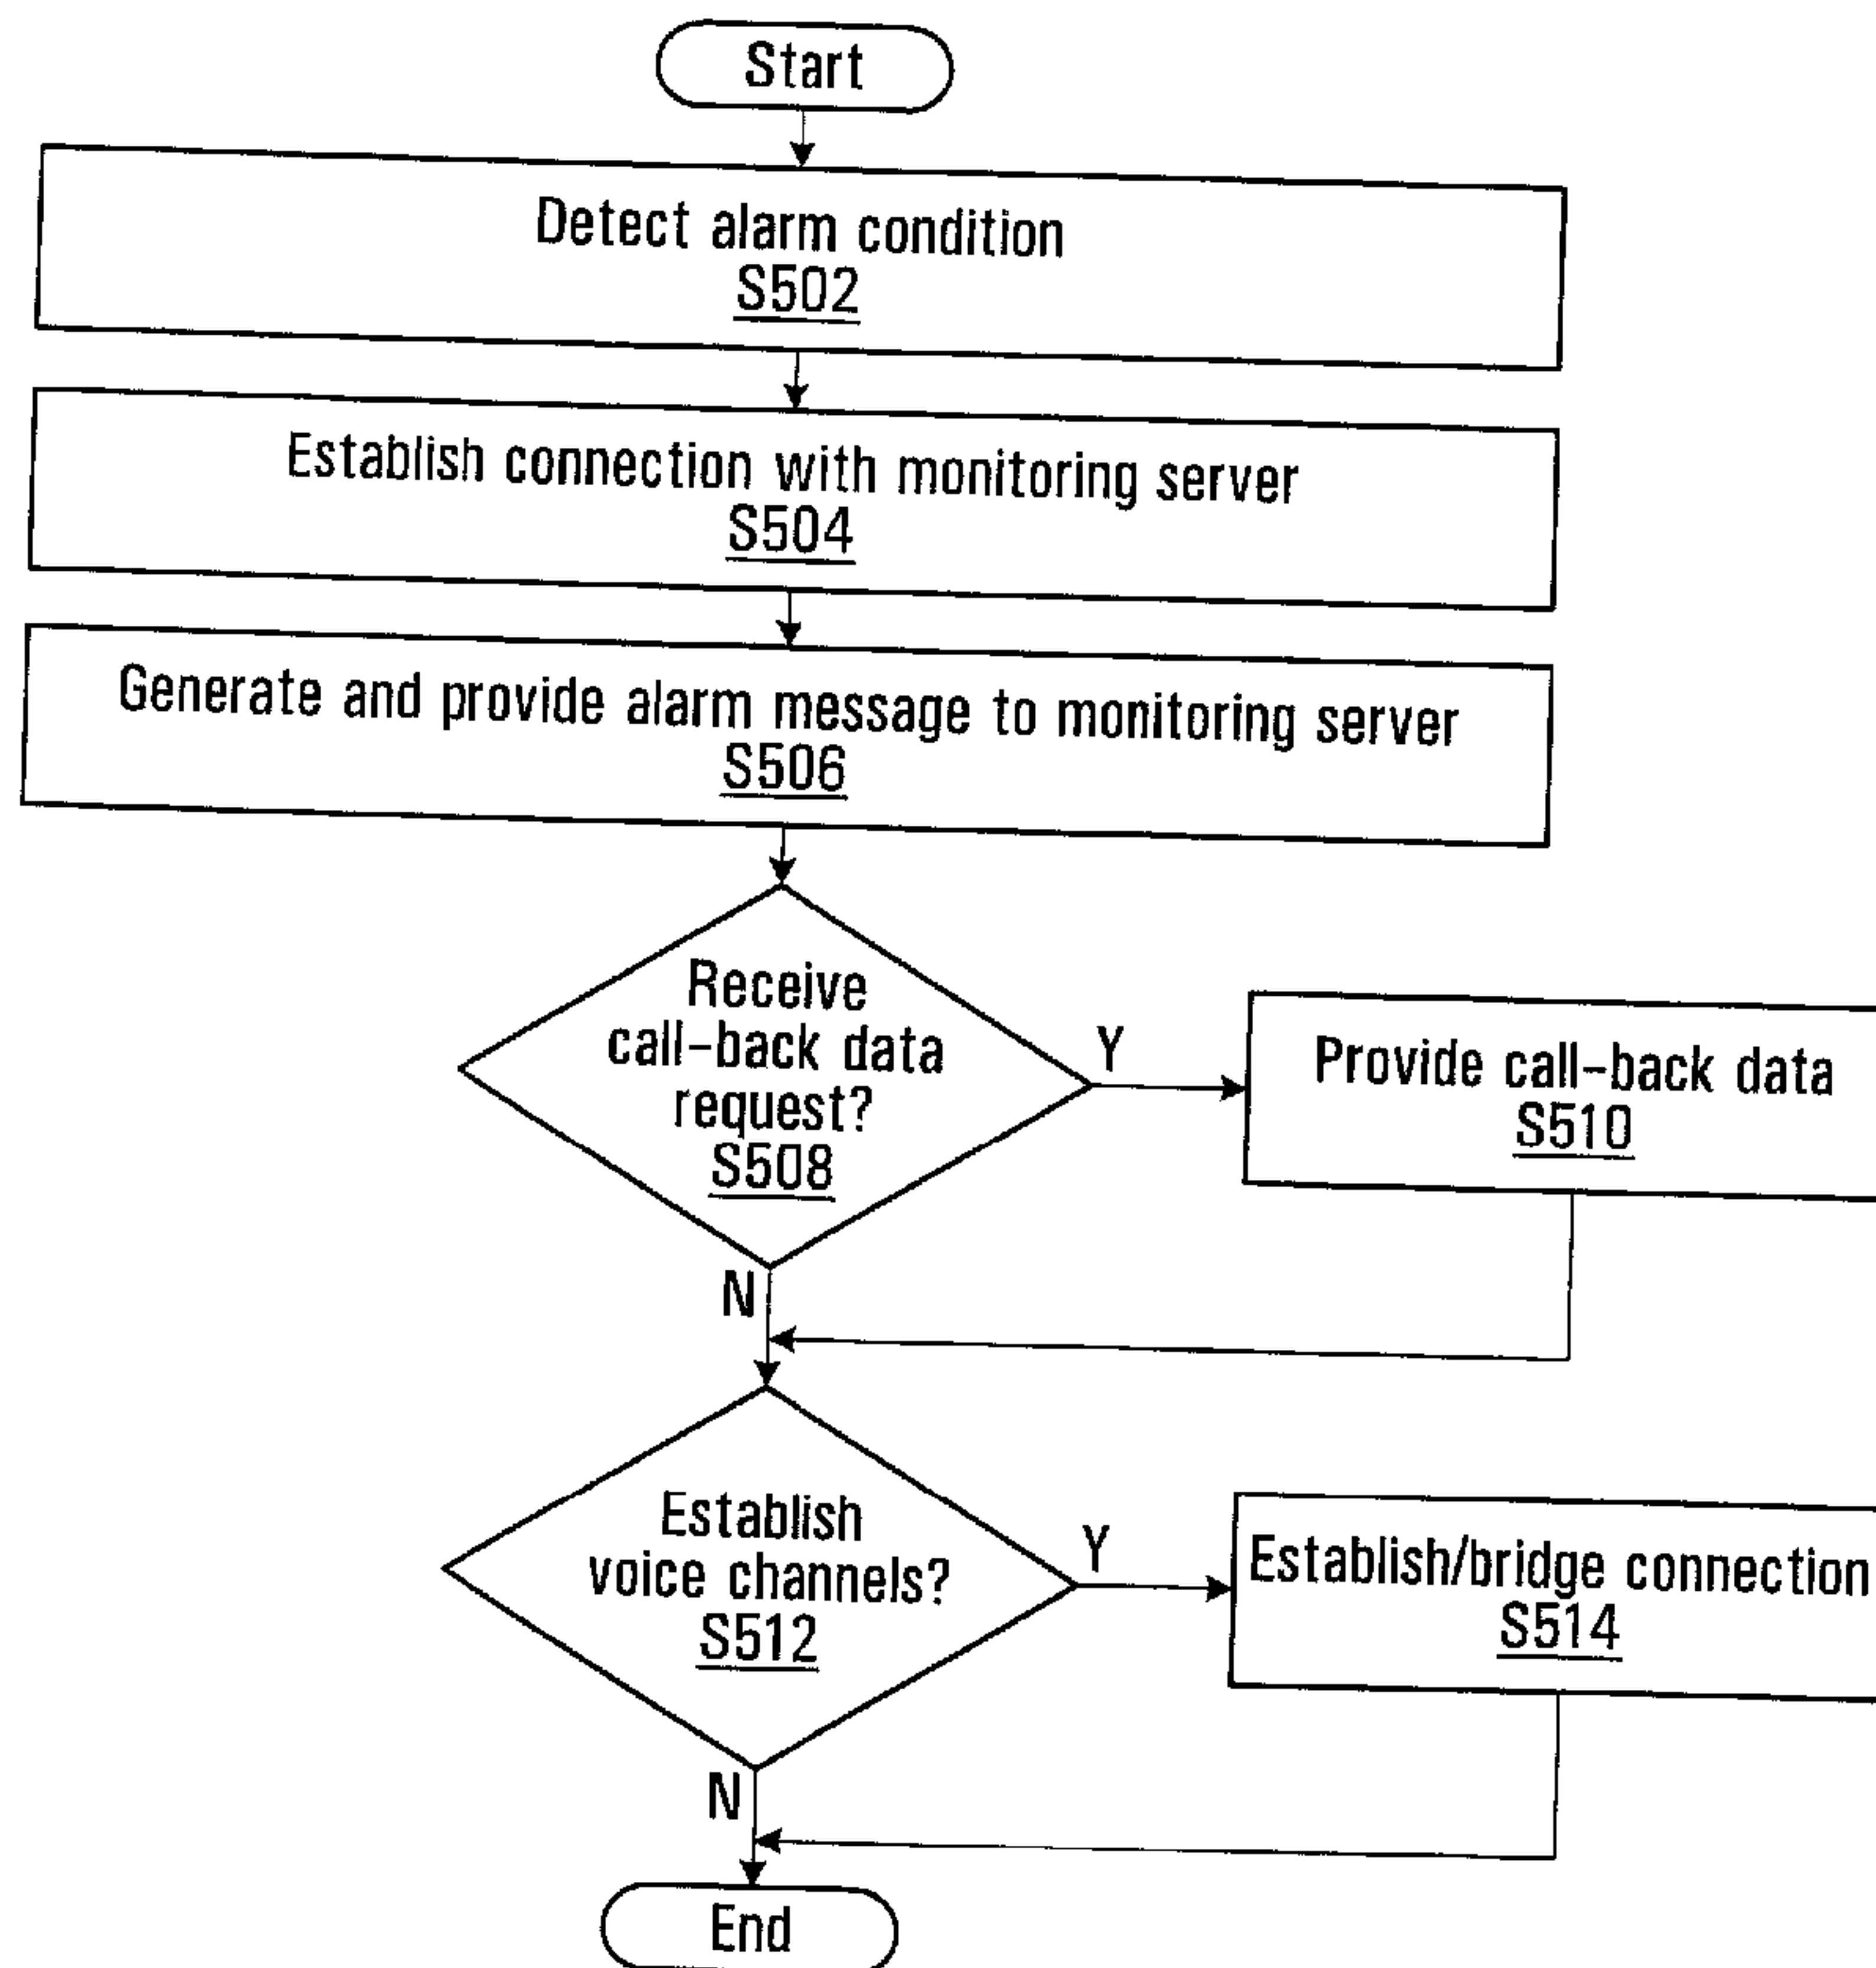 Start
Detect alarm condition
S502
Establish connection with monitoring server
S504
Generate and provide alarm message to monitoring server
S506
Receive
call-back data
request?
S508
Y
Provide call-back data
S510
N
Establish
voice channels?
S512
Y
Establish/bridge connection
S514
N
End